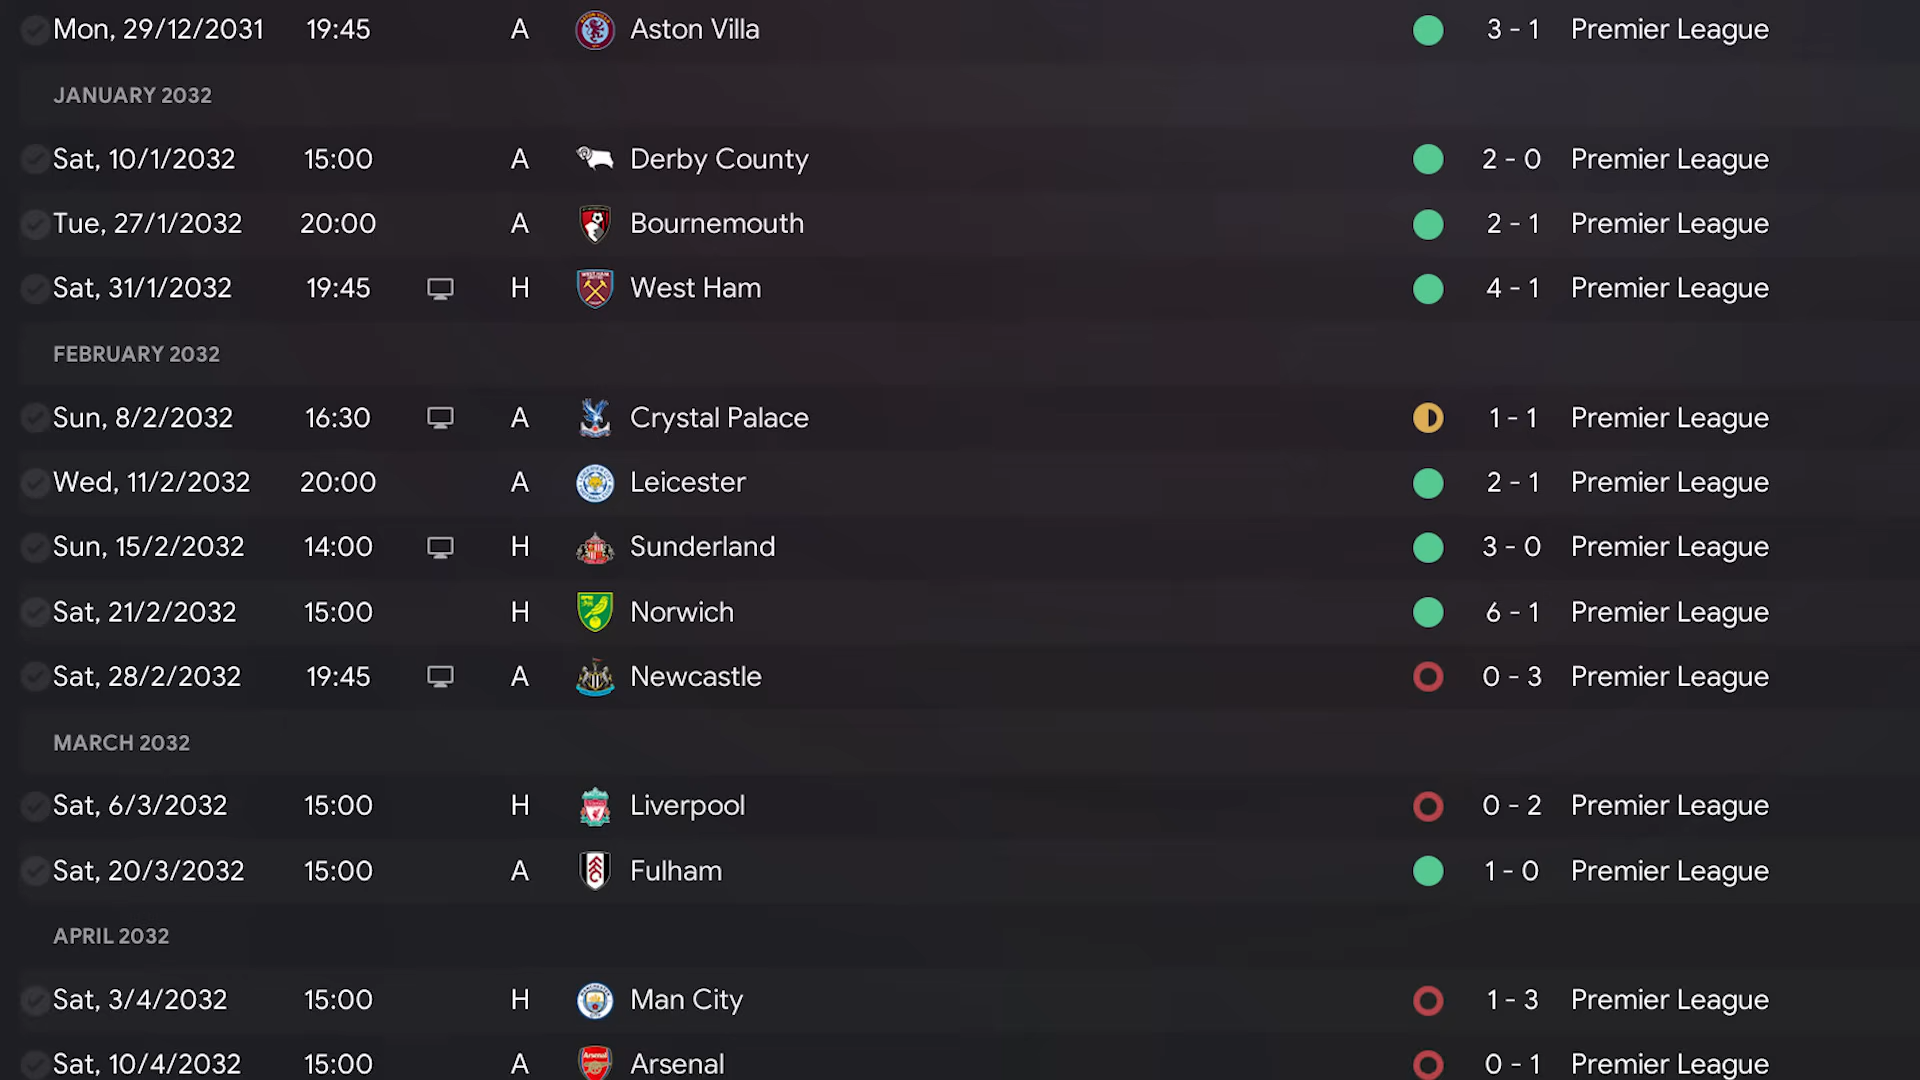 Mon, 29/12/2031 19:45 A Aston Villa 3 - 1 Premier League
JANUARY 2032
Sat, 10/1/2032 15:00 A Derby County 2 - 0 Premier League
Tue, 27/1/2032 20:00 A Bournemouth 2 - 1 Premier League
Sat, 31/1/2032 19:45 H West Ham 4 - 1 Premier League
FEBRUARY 2032
Sun, 8/2/2032 16:30 A Crystal Palace 1 - 1 Premier League
Wed, 11/2/2032 20:00 A Leicester 2 - 1 Premier League
Sun, 15/2/2032 14:00 H Sunderland 3 - 0 Premier League
Sat, 21/2/2032 15:00 H Norwich 6 - 1 Premier League
Sat, 28/2/2032 19:45 A Newcastle 0 - 3 Premier League
MARCH 2032
Sat, 6/3/2032 15:00 H Liverpool 0 - 2 Premier League
Sat, 20/3/2032 15:00 A Fulham 1 - 0 Premier League
APRIL 2032
Sat, 3/4/2032 15:00 H Man City 1 - 3 Premier League
Sat, 10/4/2032 15:00 A Arsenal 0 - 1 Premier League